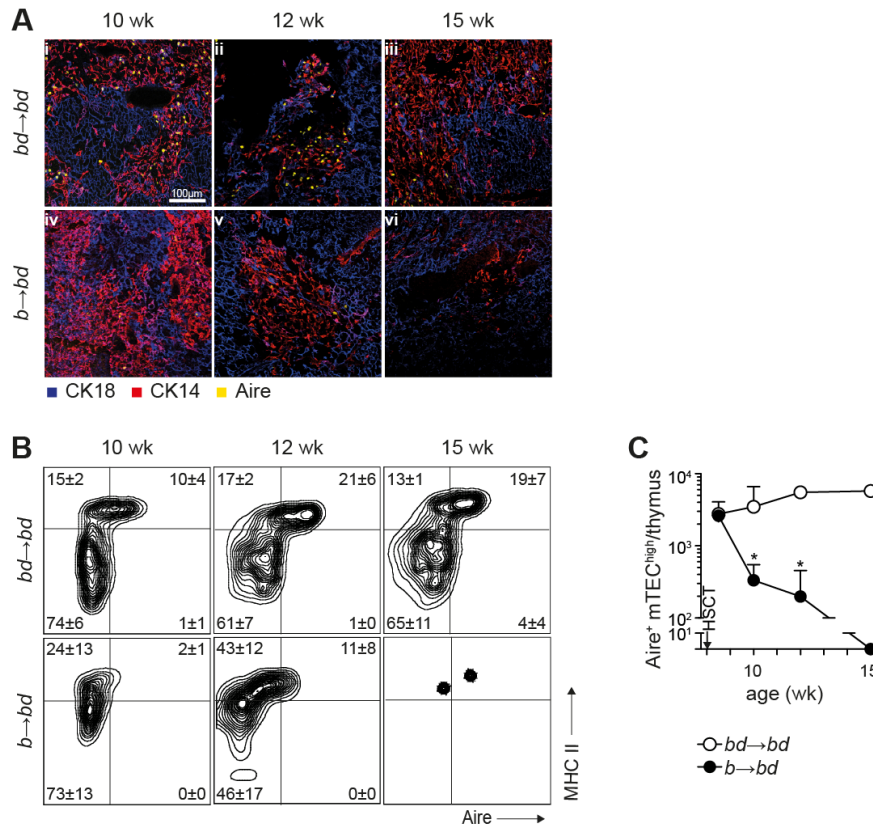 A
10 wk 12 wk 15 wk
bd→bd
i ii iii
100µm
b→bd
iv v vi
CK18 CK14 Aire
B
10 wk 12 wk 15 wk
bd→bd
15±2 10±4 17±2 21±6 13±1 19±7
74±6 1±1 61±7 1±0 65±11 4±4
b→bd
24±13 2±1 43±12 11±8
73±13 0±0 46±17 0±0
Aire →
MHC II →
C
Aire⁺ mTECʰⁱᵍʰ/thymus
10⁴
10³
10²
10¹
HSCT
* *
10 15
age (wk)
bd→bd
b→bd